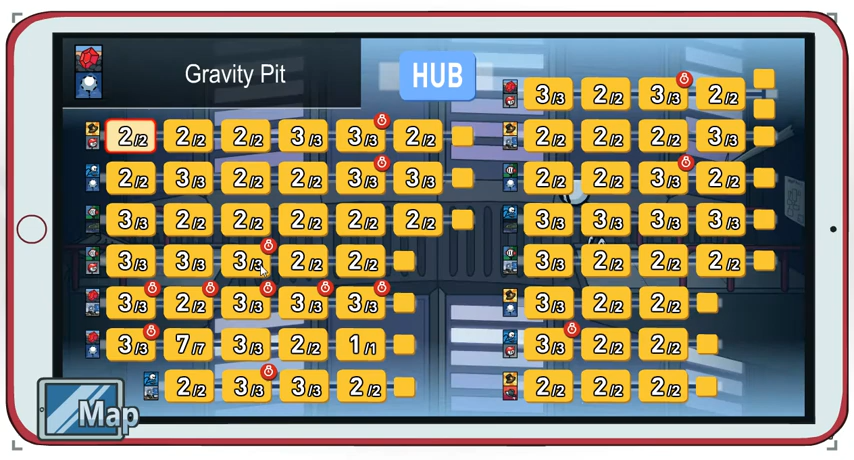 Gravity Pit
HUB
3/3 2/2 3/3 2/2
2/2 2/2 2/2 3/3 3/3 2/2
3/3 2/2 2/2 3/3
2/2 3/3 2/2 2/2 3/3 3/3
2/2 2/2 3/3 2/2
3/3 2/2 2/2 2/2 2/2 2/2
3/3 3/3 3/3 3/3
3/3 3/3 3/3 2/2 2/2
3/3 2/2 2/2 2/2
3/3 2/2 3/3 3/3 3/3
3/3 2/2 2/2
3/3 7/7 3/3 2/2 1/1
3/3 2/2 2/2
2/2 3/3 3/3 2/2
2/2 2/2 2/2
Map